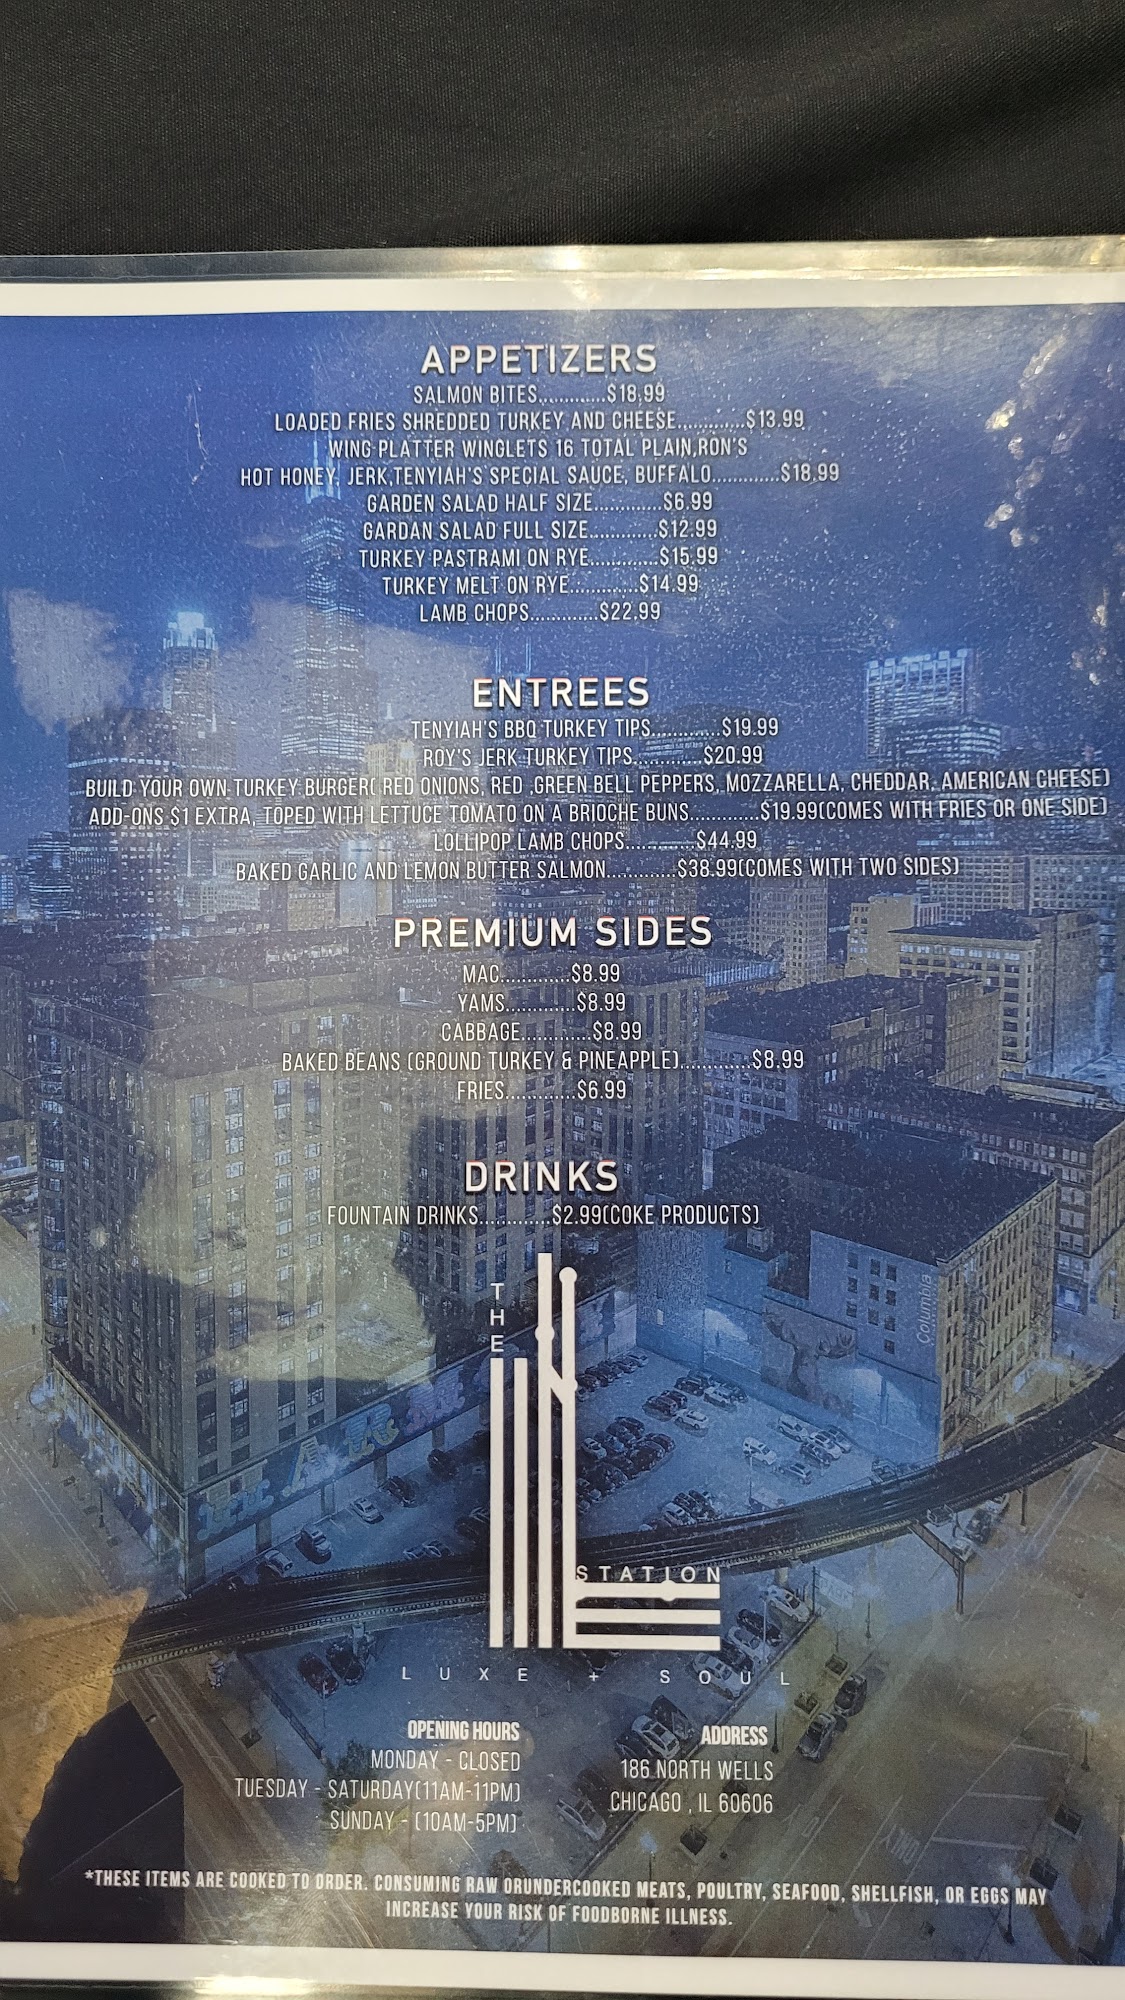 APPETIZERS
SALMON BITES.............$18.99
LOADED FRIES SHREDDED TURKEY AND CHEESE.............$13.99
WING PLATTER WINGLETS 16 TOTAL PLAIN,RON'S
HOT HONEY, JERK,TENYIAH'S SPECIAL SAUCE, BUFFALO.............$18.99
GARDEN SALAD HALF SIZE.............$6.99
GARDAN SALAD FULL SIZE.............$12.99
TURKEY PASTRAMI ON RYE.............$15.99
TURKEY MELT ON RYE.............$14.99
LAMB CHOPS.............$22.99
ENTREES
TENYIAH'S BBQ TURKEY TIPS.............$19.99
ROY'S JERK TURKEY TIPS.............$20.99
BUILD YOUR OWN TURKEY BURGER( RED ONIONS, RED ,GREEN BELL PEPPERS, MOZZARELLA, CHEDDAR, AMERICAN CHEESE)
ADD-ONS $1 EXTRA, TOPED WITH LETTUCE TOMATO ON A BRIOCHE BUNS.............$19.99(COMES WITH FRIES OR ONE SIDE)
LOLLIPOP LAMB CHOPS.............$44.99
BAKED GARLIC AND LEMON BUTTER SALMON.............$38.99(COMES WITH TWO SIDES)
PREMIUM SIDES
MAC.............$8.99
YAMS.............$8.99
CABBAGE.............$8.99
BAKED BEANS (GROUND TURKEY & PINEAPPLE).............$8.99
FRIES.............$6.99
DRINKS
FOUNTAIN DRINKS.............$2.99(COKE PRODUCTS)
THE
Columbia
STATION
LUXE + SOUL
OPENING HOURS
MONDAY - CLOSED
TUESDAY - SATURDAY(11AM-11PM)
SUNDAY - (10AM-5PM)
ADDRESS
186 NORTH WELLS
CHICAGO , IL 60606
ONLY
*THESE ITEMS ARE COOKED TO ORDER. CONSUMING RAW ORUNDERCOOKED MEATS, POULTRY, SEAFOOD, SHELLFISH, OR EGGS MAY
INCREASE YOUR RISK OF FOODBORNE ILLNESS.